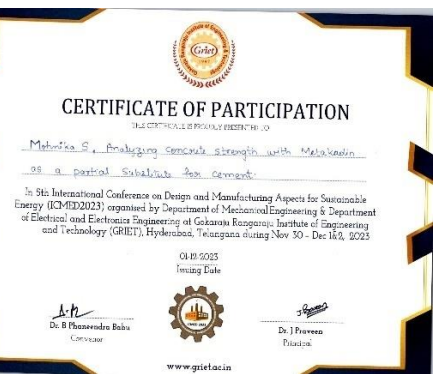 Griet
CERTIFICATE OF PARTICIPATION
THIS CERTIFICATE IS PROUDLY PRESENTED TO
Mohnika S, Analyzing concrete strength with Metakaolin
as a partial Substitute for Cement.
In 5th International Conference on Design and Manufacturing Aspects for Sustainable
Energy (ICMED2023) organised by Department of Mechanical Engineering & Department
of Electrical and Electronics Engineering at Gokaraju Rangaraju Institute of Engineering
and Technology (GRIET), Hyderabad, Telangana during Nov 30 - Dec 1&2, 2023
01-12-2023
Issuing Date
Dr. B Phaneendra Babu
Convenor
Dr. J Praveen
Principal
www.griet.ac.in